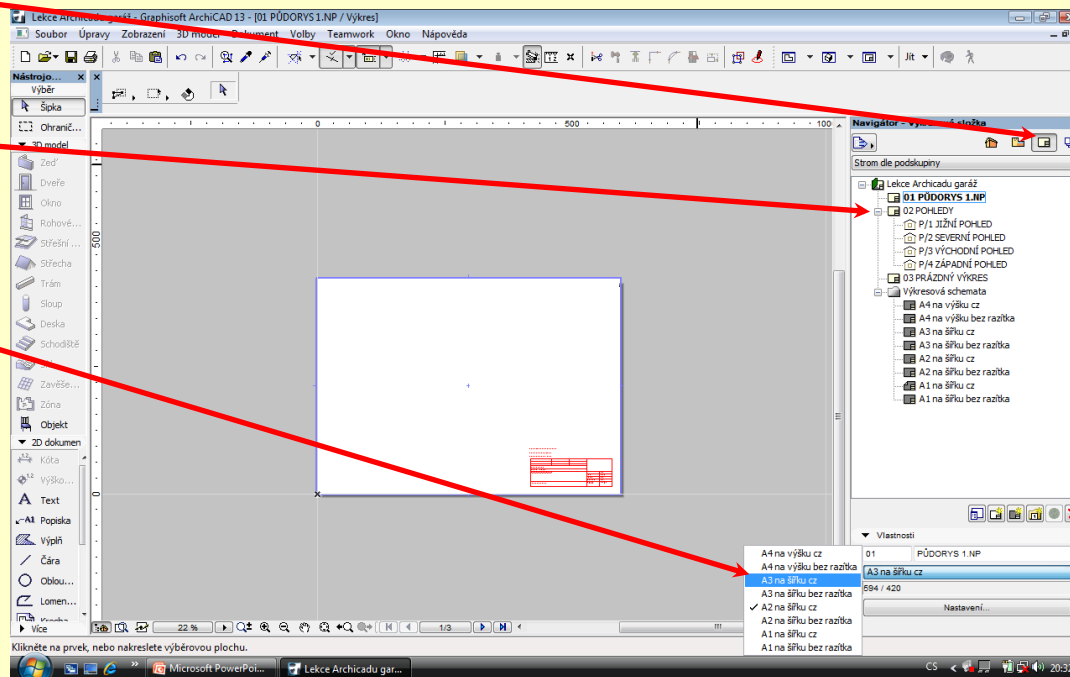 Lekce Archicadu garáž - Graphisoft ArchiCAD 13 - [01 PŮDORYS 1.NP / Výkres]
Soubor Úpravy Zobrazení 3D model Dokument Volby Teamwork Okno Nápověda
Jít
Nástrojo...
Výběr
Šipka
Ohranič...
3D model
Zeď
Dveře
Okno
Rohové...
Střešní ...
Střecha
Trám
Sloup
Deska
Schodiště
Závěše...
Zóna
Objekt
2D dokumen
Kóta
Výško...
Text
Popiska
Výplň
Čára
Oblou...
Lomen...
Více
0 500 100
500
0
Navigátor -
Strom dle podskupiny
Lekce Archicadu garáž
01 PŮDORYS 1.NP
02 POHLEDY
P/1 JIŽNÍ POHLED
P/2 SEVERNÍ POHLED
P/3 VÝCHODNÍ POHLED
P/4 ZÁPADNÍ POHLED
03 PRÁZDNÝ VÝKRES
Výkresová schemata
A4 na výšku cz
A4 na výšku bez razítka
A3 na šířku cz
A3 na šířku bez razítka
A2 na šířku cz
A2 na šířku bez razítka
A1 na šířku cz
A1 na šířku bez razítka
Vlastnosti
01 PŮDORYS 1.NP
A3 na šířku cz
594 / 420
Nastavení...
A4 na výšku cz
A4 na výšku bez razítka
A3 na šířku cz
A3 na šířku bez razítka
A2 na šířku cz
A2 na šířku bez razítka
A1 na šířku cz
A1 na šířku bez razítka
22 %
1/3
Klikněte na prvek, nebo nakreslete výběrovou plochu.
Microsoft PowerPoi...
Lekce Archicadu gar...
CS
20:32